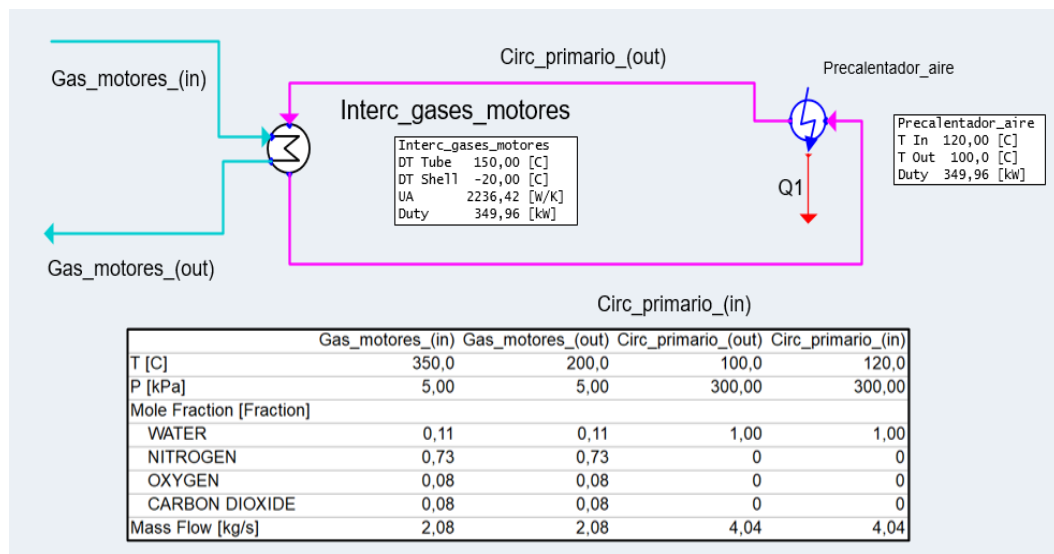 Circ_primario_(out)
Precalentador_aire
Gas_motores_(in)
Interc_gases_motores
Precalentador_aire
T In 120,00 [C]
T Out 100,0 [C]
Duty 349,96 [kW]
Interc_gases_motores
DT Tube 150,00 [C]
DT Shell -20,00 [C]
UA 2236,42 [W/K]
Duty 349,96 [kW]
Q1
Gas_motores_(out)
Circ_primario_(in)
Gas_motores_(in) Gas_motores_(out) Circ_primario_(out) Circ_primario_(in)
T [C] 350,0 200,0 100,0 120,0
P [kPa] 5,00 5,00 300,00 300,00
Mole Fraction [Fraction]
WATER 0,11 0,11 1,00 1,00
NITROGEN 0,73 0,73 0 0
OXYGEN 0,08 0,08 0 0
CARBON DIOXIDE 0,08 0,08 0 0
Mass Flow [kg/s] 2,08 2,08 4,04 4,04